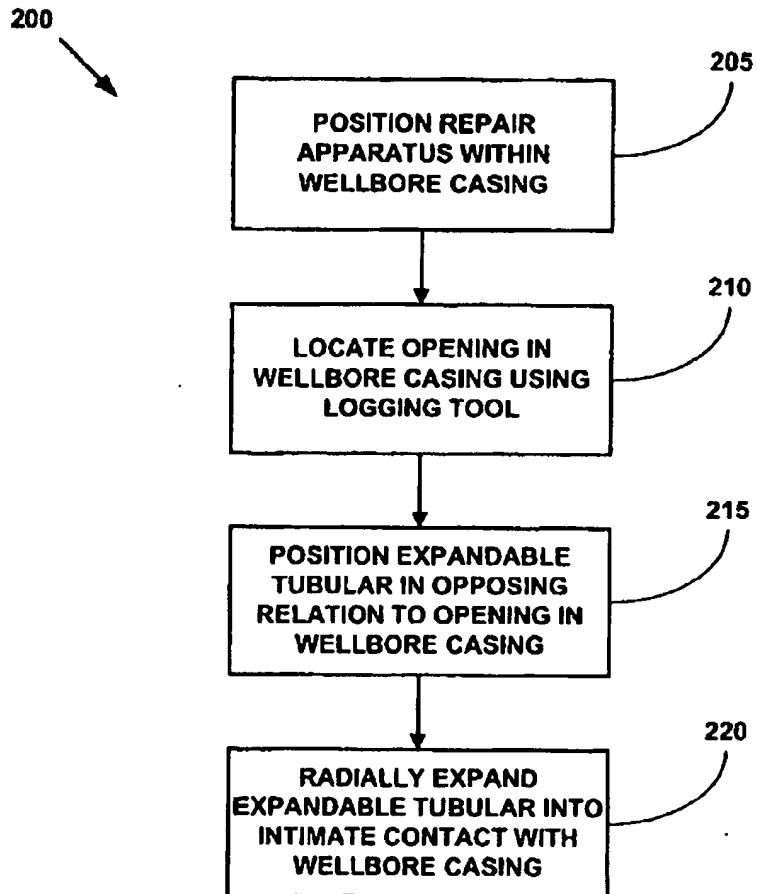 200
205
POSITION REPAIR
APPARATUS WITHIN
WELLBORE CASING
210
LOCATE OPENING IN
WELLBORE CASING USING
LOGGING TOOL
215
POSITION EXPANDABLE
TUBULAR IN OPPOSING
RELATION TO OPENING IN
WELLBORE CASING
220
RADIALLY EXPAND
EXPANDABLE TUBULAR INTO
INTIMATE CONTACT WITH
WELLBORE CASING